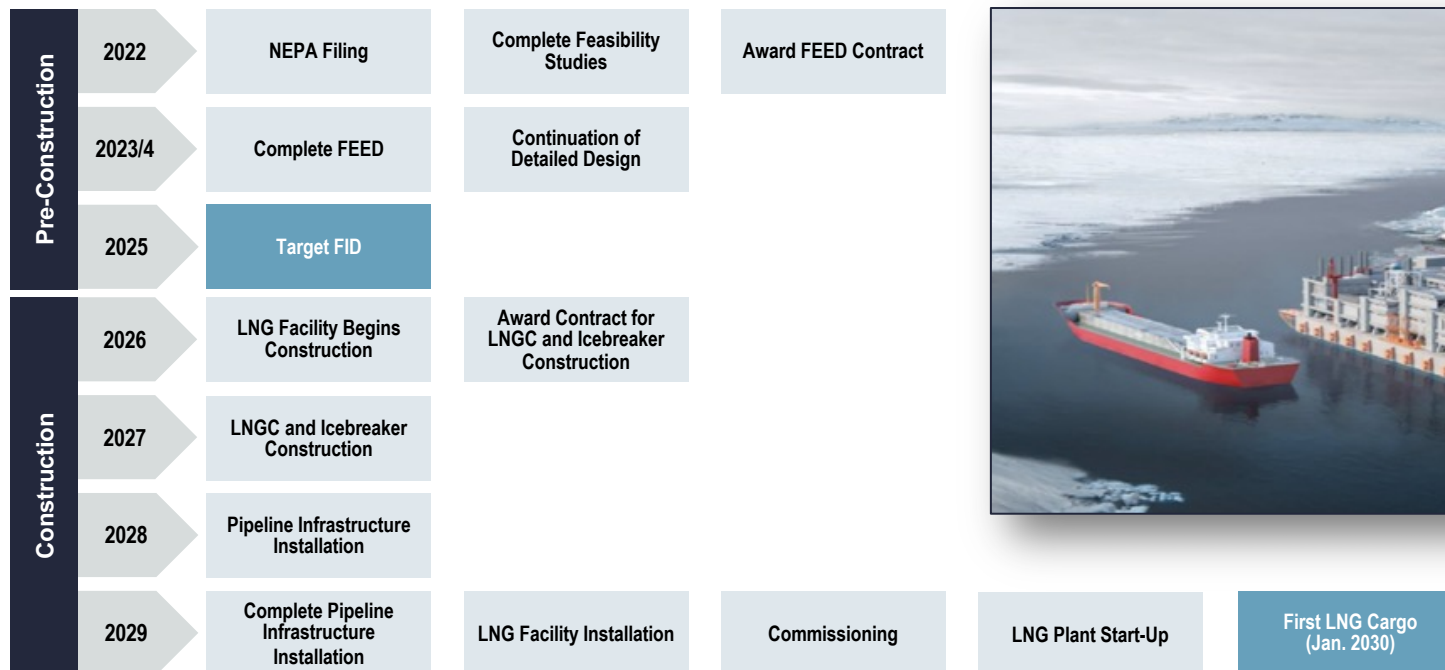 Pre-Construction
2022
NEPA Filing
Complete Feasibility
Studies
Award FEED Contract
2023/4
Complete FEED
Continuation of
Detailed Design
2025
Target FID
Construction
2026
LNG Facility Begins
Construction
Award Contract for
LNGC and Icebreaker
Construction
2027
LNGC and Icebreaker
Construction
2028
Pipeline Infrastructure
Installation
2029
Complete Pipeline
Infrastructure
Installation
LNG Facility Installation
Commissioning
LNG Plant Start-Up
First LNG Cargo
(Jan. 2030)